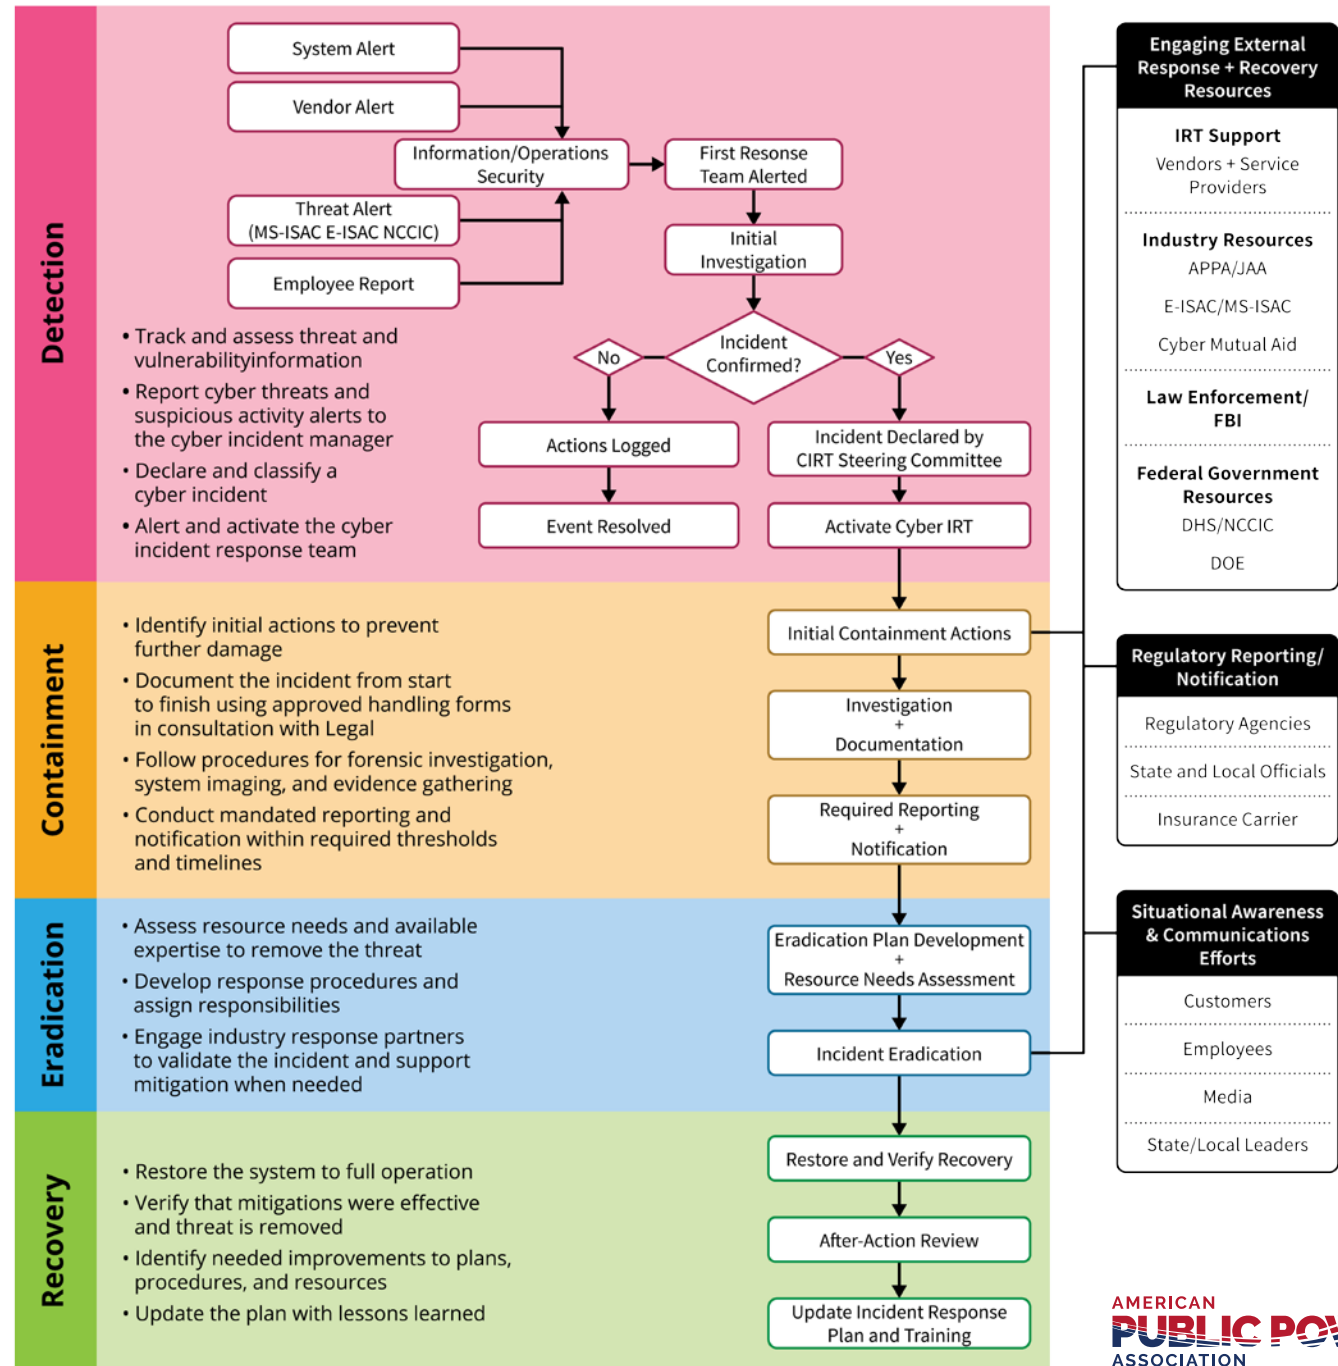 Detection
System Alert
Vendor Alert
Information/Operations
Security
Threat Alert
(MS-ISAC E-ISAC NCCIC)
Employee Report
First Resonse
Team Alerted
Initial
Investigation
Incident
Confirmed?
No
Yes
Actions Logged
Event Resolved
Incident Declared by
CIRT Steering Committee
Activate Cyber IRT
• Track and assess threat and
vulnerabilityinformation
• Report cyber threats and
suspicious activity alerts to
the cyber incident manager
• Declare and classify a
cyber incident
• Alert and activate the cyber
incident response team
Containment
• Identify initial actions to prevent
further damage
• Document the incident from start
to finish using approved handling forms
in consultation with Legal
• Follow procedures for forensic investigation,
system imaging, and evidence gathering
• Conduct mandated reporting and
notification within required thresholds
and timelines
Initial Containment Actions
Investigation
+
Documentation
Required Reporting
+
Notification
Eradication
• Assess resource needs and available
expertise to remove the threat
• Develop response procedures and
assign responsibilities
• Engage industry response partners
to validate the incident and support
mitigation when needed
Eradication Plan Development
+
Resource Needs Assessment
Incident Eradication
Recovery
• Restore the system to full operation
• Verify that mitigations were effective
and threat is removed
• Identify needed improvements to plans,
procedures, and resources
• Update the plan with lessons learned
Restore and Verify Recovery
After-Action Review
Update Incident Response
Plan and Training
Engaging External
Response + Recovery
Resources
IRT Support
Vendors + Service
Providers
Industry Resources
APPA/JAA
E-ISAC/MS-ISAC
Cyber Mutual Aid
Law Enforcement/
FBI
Federal Government
Resources
DHS/NCCIC
DOE
Regulatory Reporting/
Notification
Regulatory Agencies
State and Local Officials
Insurance Carrier
Situational Awareness
& Communications
Efforts
Customers
Employees
Media
State/Local Leaders
AMERICAN
PUBLIC
ASSOCIATION